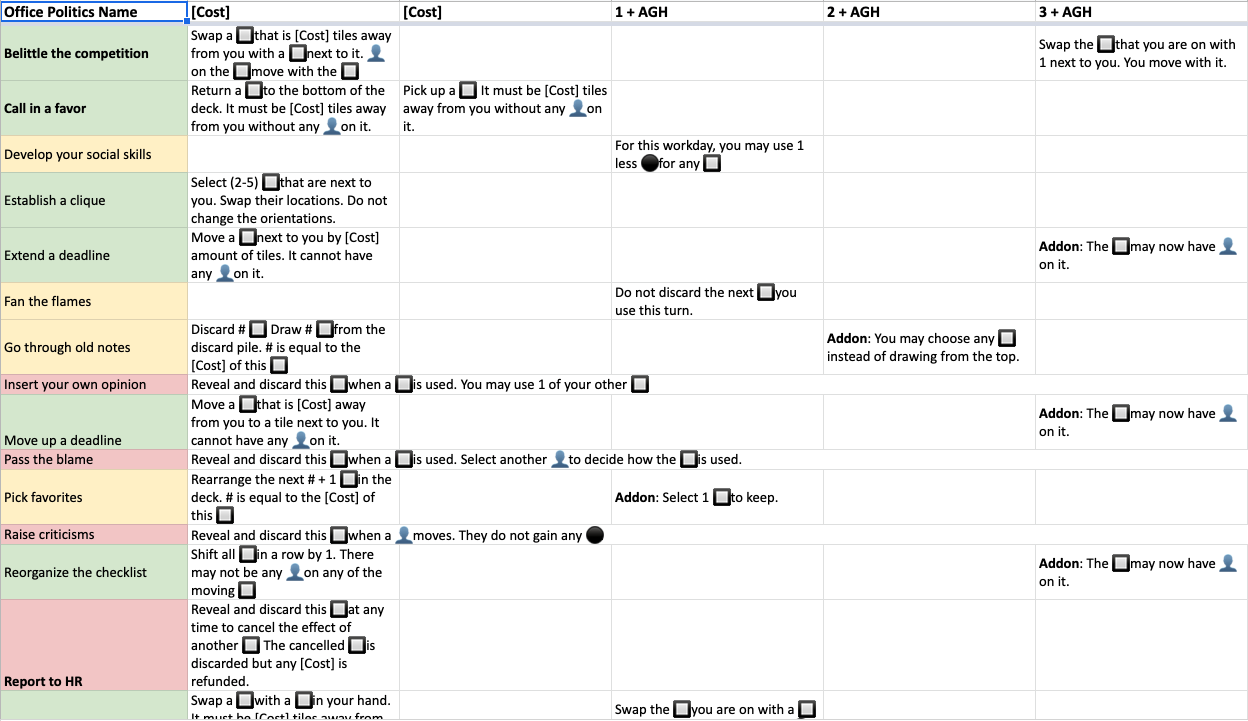 Office Politics Name [Cost] [Cost] 1 + AGH 2 + AGH 3 + AGH
Belittle the competition
Swap a 🔲that is [Cost] tiles away
from you with a 🔲next to it. 👤
on the 🔲move with the 🔲
Swap the 🔲that you are on with
1 next to you. You move with it.
Call in a favor
Return a 🔲to the bottom of the
deck. It must be [Cost] tiles away
from you without any 👤on it.
Pick up a 🔲 It must be [Cost] tiles
away from you without any 👤on
it.
Develop your social skills
For this workday, you may use 1
less ⚫for any 🔲
Establish a clique
Select (2-5) 🔲that are next to
you. Swap their locations. Do not
change the orientations.
Extend a deadline
Move a 🔲next to you by [Cost]
amount of tiles. It cannot have
any 👤on it.
Addon: The 🔲may now have 👤
on it.
Fan the flames
Do not discard the next 🔲you
use this turn.
Go through old notes
Discard # 🔲 Draw # 🔲from the
discard pile. # is equal to the
[Cost] of this 🔲
Addon: You may choose any 🔲
instead of drawing from the top.
Insert your own opinion
Reveal and discard this 🔲when a 🔲is used. You may use 1 of your other 🔲
Move up a deadline
Move a 🔲that is [Cost] away
from you to a tile next to you. It
cannot have any 👤on it.
Addon: The 🔲may now have 👤
on it.
Pass the blame
Reveal and discard this 🔲when a 🔲is used. Select another 👤to decide how the 🔲is used.
Pick favorites
Rearrange the next # + 1 🔲in the
deck. # is equal to the [Cost] of
this 🔲
Addon: Select 1 🔲to keep.
Raise criticisms
Reveal and discard this 🔲when a 👤moves. They do not gain any ⚫
Reorganize the checklist
Shift all 🔲in a row by 1. There
may not be any 👤on any of the
moving 🔲
Addon: The 🔲may now have 👤
on it.
Report to HR
Reveal and discard this 🔲at any
time to cancel the effect of
another 🔲 The cancelled 🔲is
discarded but any [Cost] is
refunded.
Swap a 🔲with a 🔲in your hand.
It must be [Cost] tiles away from
Swap the 🔲you are on with a 🔲